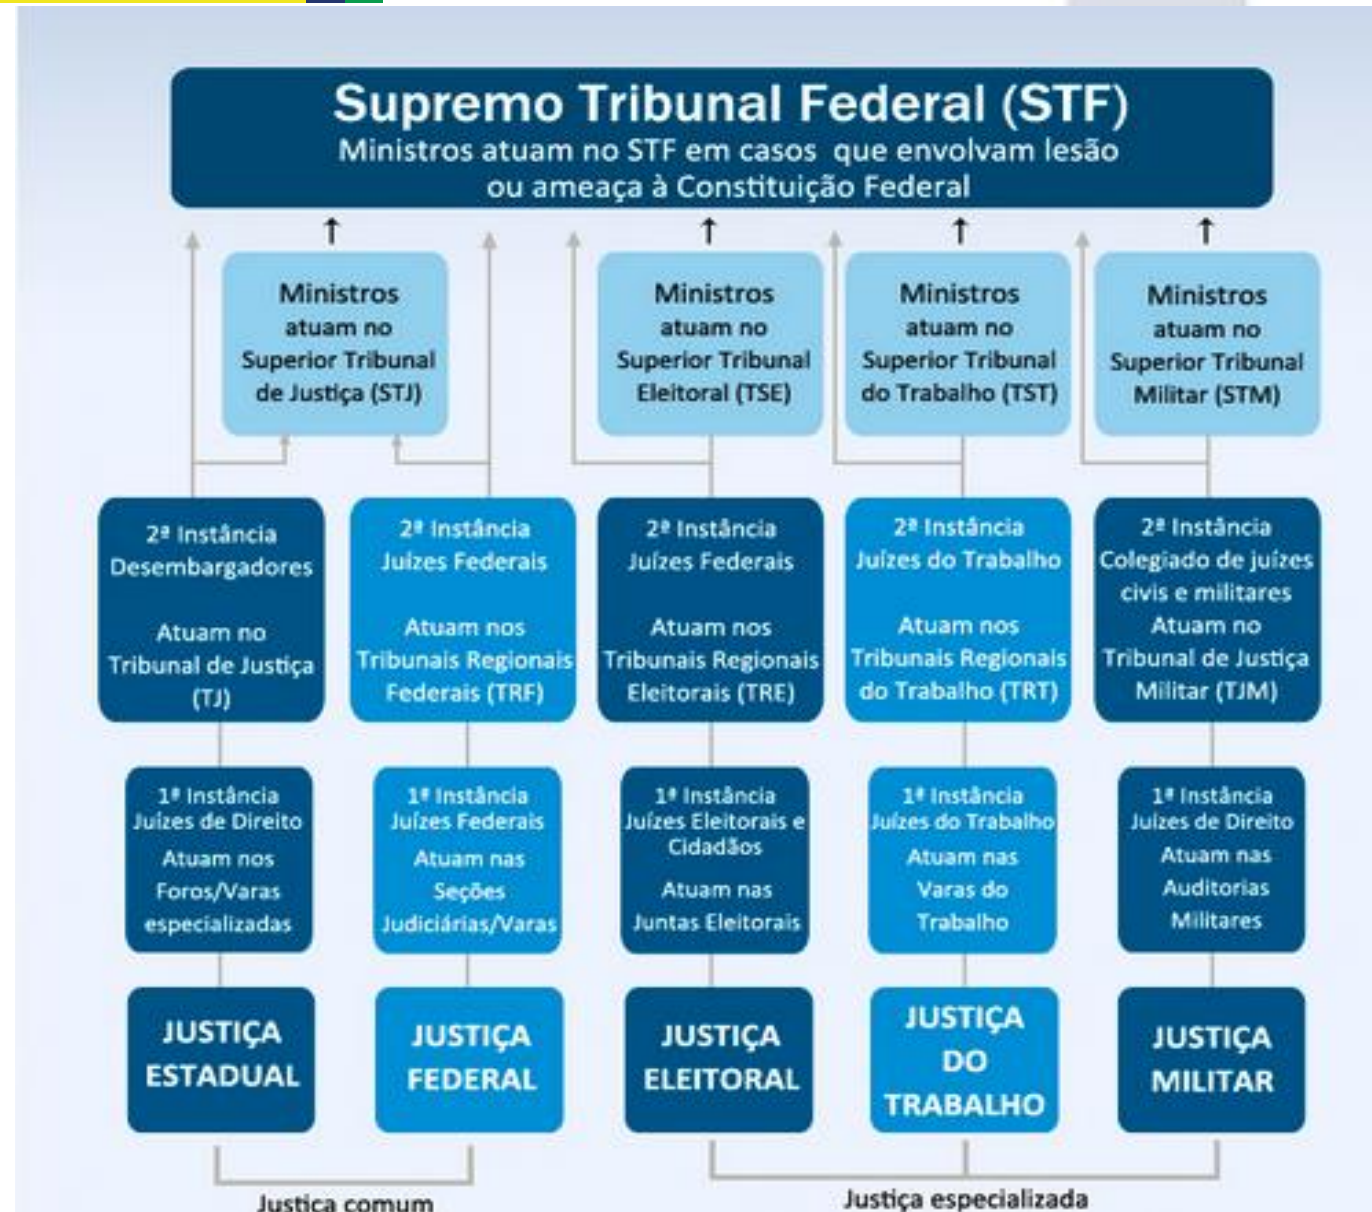 Supremo Tribunal Federal (STF)
Ministros atuam no STF em casos que envolvam lesão
ou ameaça à Constituição Federal
Ministros
atuam no
Superior Tribunal
de Justiça (STJ)
Ministros
atuam no
Superior Tribunal
Eleitoral (TSE)
Ministros
atuam no
Superior Tribunal
do Trabalho (TST)
Ministros
atuam no
Superior Tribunal
Militar (STM)
2ª Instância
Desembargadores
Atuam no
Tribunal de Justiça
(TJ)
2ª Instância
Juízes Federais
Atuam nos
Tribunais Regionais
Federais (TRF)
2ª Instância
Juízes Federais
Atuam nos
Tribunais Regionais
Eleitorais (TRE)
2ª Instância
Juízes do Trabalho
Atuam nos
Tribunais Regionais
do Trabalho (TRT)
2ª Instância
Colegiado de juízes
civis e militares
Atuam no
Tribunal de Justiça
Militar (TJM)
1ª Instância
Juízes de Direito
Atuam nos
Foros/Varas
especializadas
1ª Instância
Juízes Federais
Atuam nas
Seções
Judiciárias/Varas
1ª Instância
Juízes Eleitorais e
Cidadãos
Atuam nas
Juntas Eleitorais
1ª Instância
Juízes do Trabalho
Atuam nas
Varas do
Trabalho
1ª Instância
Juízes de Direito
Atuam nas
Auditorias
Militares
JUSTIÇA
ESTADUAL
JUSTIÇA
FEDERAL
JUSTIÇA
ELEITORAL
JUSTIÇA
DO
TRABALHO
JUSTIÇA
MILITAR
Justiça comum
Justiça especializada